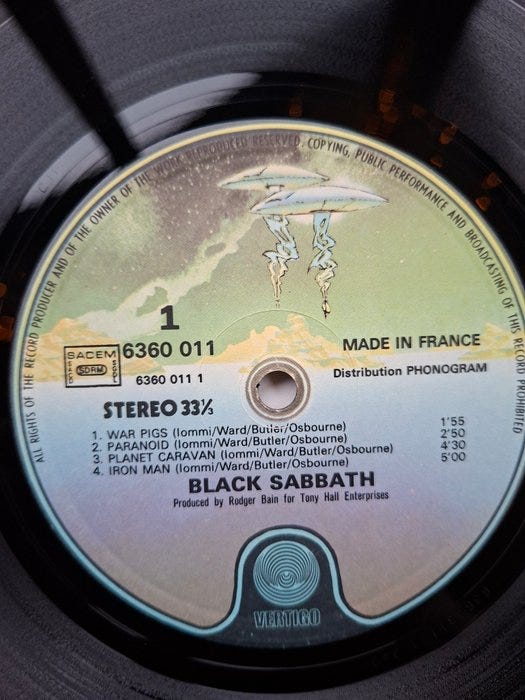 ALL RIGHTS OF THE RECORD PRODUCER AND OF THE OWNER OF THE WORK REPRODUCED RESERVED. COPYING, PUBLIC PERFORMANCE AND BROADCASTING OF THIS RECORD PROHIBITED
1
SACEM
SDRM
6360 011
6360 011 1
MADE IN FRANCE
Distribution PHONOGRAM
STEREO 33⅓
1. WAR PIGS (Iommi/Ward/Butler/Osbourne) 1'55
2. PARANOID (Iommi/Ward/Butler/Osbourne) 2'50
3. PLANET CARAVAN (Iommi/Ward/Butler/Osbourne) 4'30
4. IRON MAN (Iommi/Ward/Butler/Osbourne) 5'00
BLACK SABBATH
Produced by Rodger Bain for Tony Hall Enterprises
VERTIGO